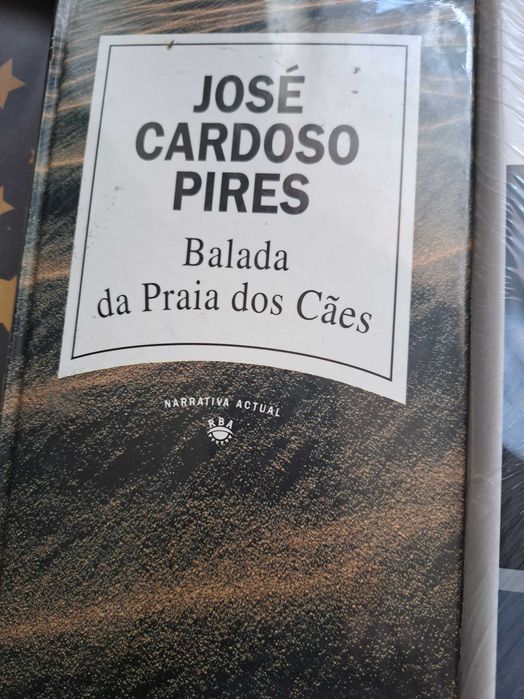 JOSÉ
CARDOSO
PIRES
Balada
da Praia dos Cães
NARRATIVA ACTUAL
RBA